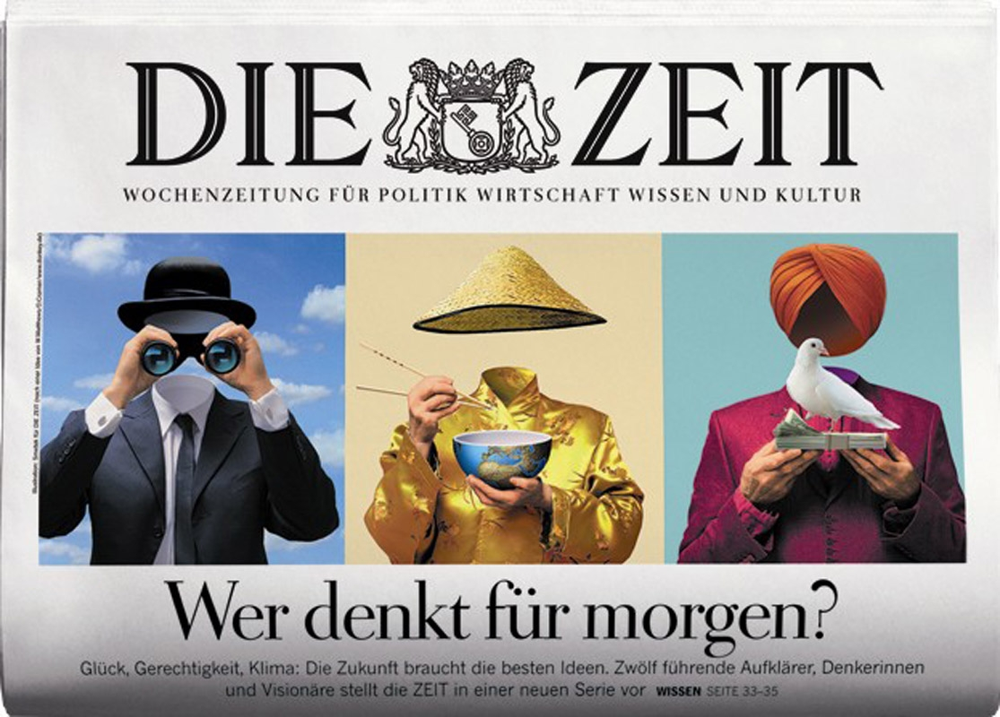 DIE ZEIT
WOCHENZEITUNG FÜR POLITIK WIRTSCHAFT WISSEN UND KULTUR
Wer denkt für morgen?
Glück, Gerechtigkeit, Klima: Die Zukunft braucht die besten Ideen. Zwölf führende Aufklärer, Denkerinnen
und Visionäre stellt die ZEIT in einer neuen Serie vor WISSEN SEITE 33–35